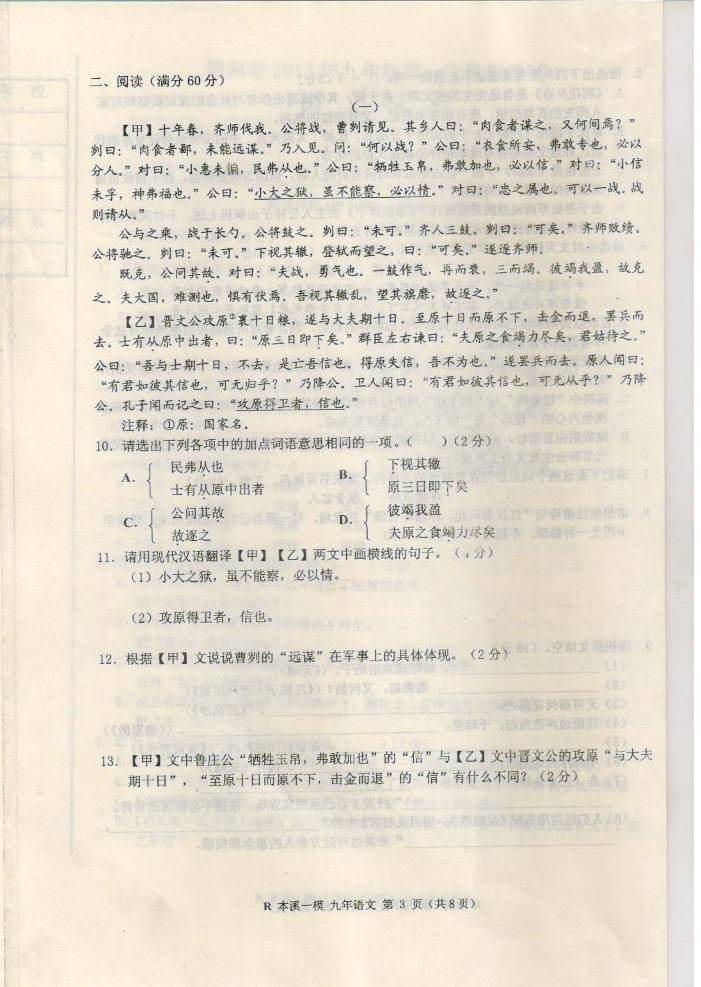 二、阅读（满分60分）
（一）
【甲】十年春，齐师伐我。公将战，曹刿请见。其乡人曰：“肉食者谋之，又何间焉？”
刿曰：“肉食者鄙，未能远谋。”乃入见。问：“何以战？”公曰：“衣食所安，弗敢专也，必以
分人。”对曰：“小惠未徧，民弗从也。”公曰：“牺牲玉帛，弗敢加也，必以信。”对曰：“小信
未孚，神弗福也。”公曰：“小大之狱，虽不能察，必以情。”对曰：“忠之属也。可以一战。战
则请从。”
公与之乘，战于长勺。公将鼓之。刿曰：“未可。”齐人三鼓。刿曰：“可矣。”齐师败绩。
公将驰之。刿曰：“未可。”下视其辙，登轼而望之，曰：“可矣。”遂逐齐师。
既克，公问其故。对曰：“夫战，勇气也。一鼓作气，再而衰，三而竭。彼竭我盈，故克
之。夫大国，难测也，惧有伏焉。吾视其辙乱，望其旗靡，故逐之。”
【乙】晋文公攻原①裹十日粮，遂与大夫期十日。至原十日而原不下，击金而退，罢兵而
去。士有从原中出者，曰：“原三日即下矣。”群臣左右谏曰：“夫原之食竭力尽矣，君姑待之。”
公曰：“吾与士期十日，不去，是亡吾信也。得原失信，吾不为也。”遂罢兵而去。原人闻曰：
“有君如彼其信也，可无归乎？”乃降公。卫人闻曰：“有君如彼其信也，可无从乎？”乃降
公。孔子闻而记之曰：“攻原得卫者，信也。”
注释：①原：国家名。
10．请选出下列各项中的加点词语意思相同的一项。（ ）（2分）
A． 民弗从也 B． 下视其辙
士有从原中出者 原三日即下矣
C． 公问其故 D． 彼竭我盈
故逐之 夫原之食竭力尽矣
11．请用现代汉语翻译【甲】【乙】两文中画横线的句子。（4分）
（1）小大之狱，虽不能察，必以情。
（2）攻原得卫者，信也。
12．根据【甲】文说说曹刿的“远谋”在军事上的具体体现。（2分）
13．【甲】文中鲁庄公“牺牲玉帛，弗敢加也”的“信”与【乙】文中晋文公的攻原“与大夫
期十日”，“至原十日而原不下，击金而退”的“信”有什么不同？（2分）
R 本溪一模 九年语文 第 3 页（共8页）